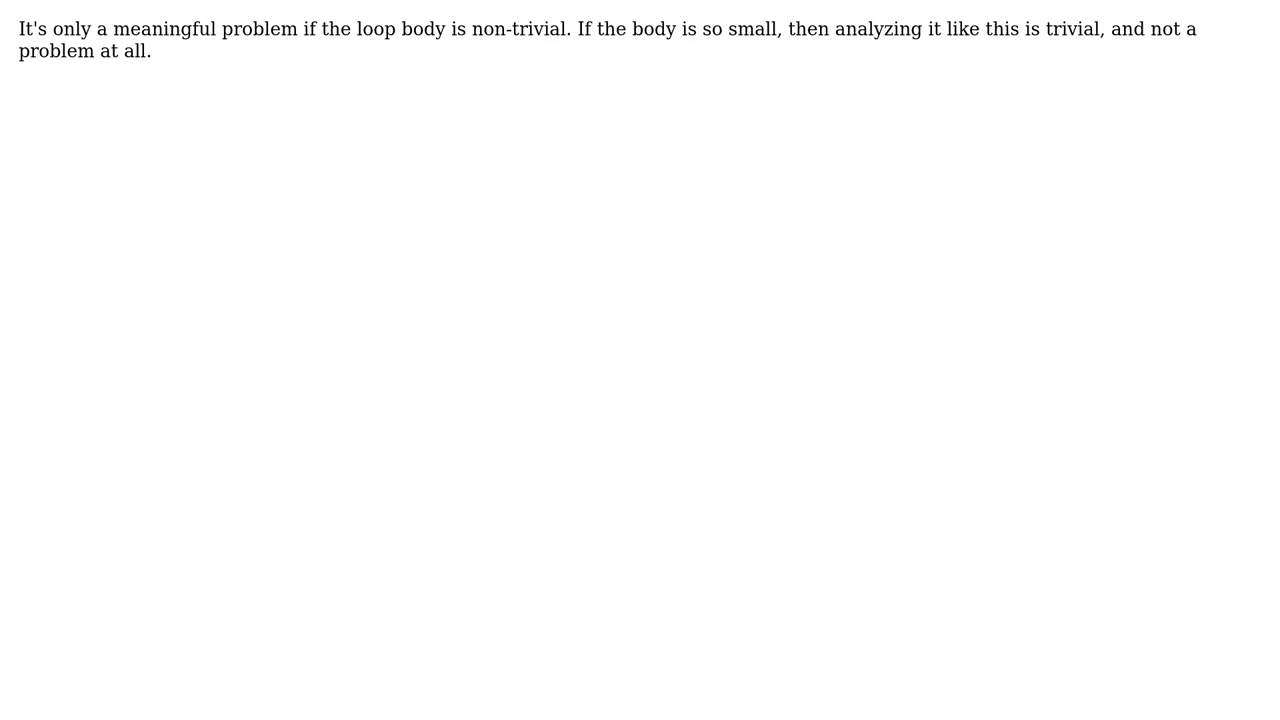 It's only a meaningful problem if the loop body is non-trivial. If the body is so small, then analyzing it like this is trivial, and not a
problem at all.